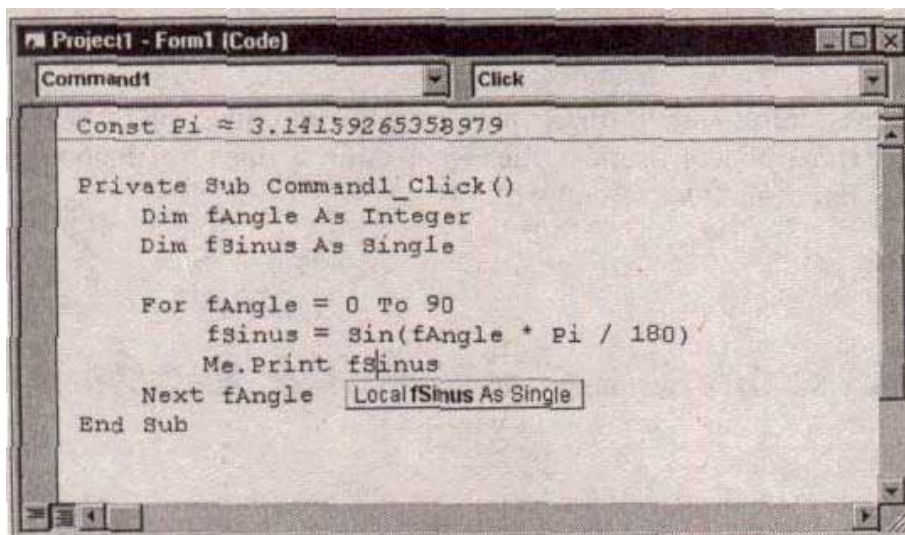 Project1 - Form1 (Code)
Command1 Click
Const Pi = 3.14159265358979
Private Sub Command1_Click()
Dim fAngle As Integer
Dim fSinus As Single
For fAngle = 0 To 90
fSinus = Sin(fAngle * Pi / 180)
Me.Print fSinus
Next fAngle Local fSinus As Single
End Sub